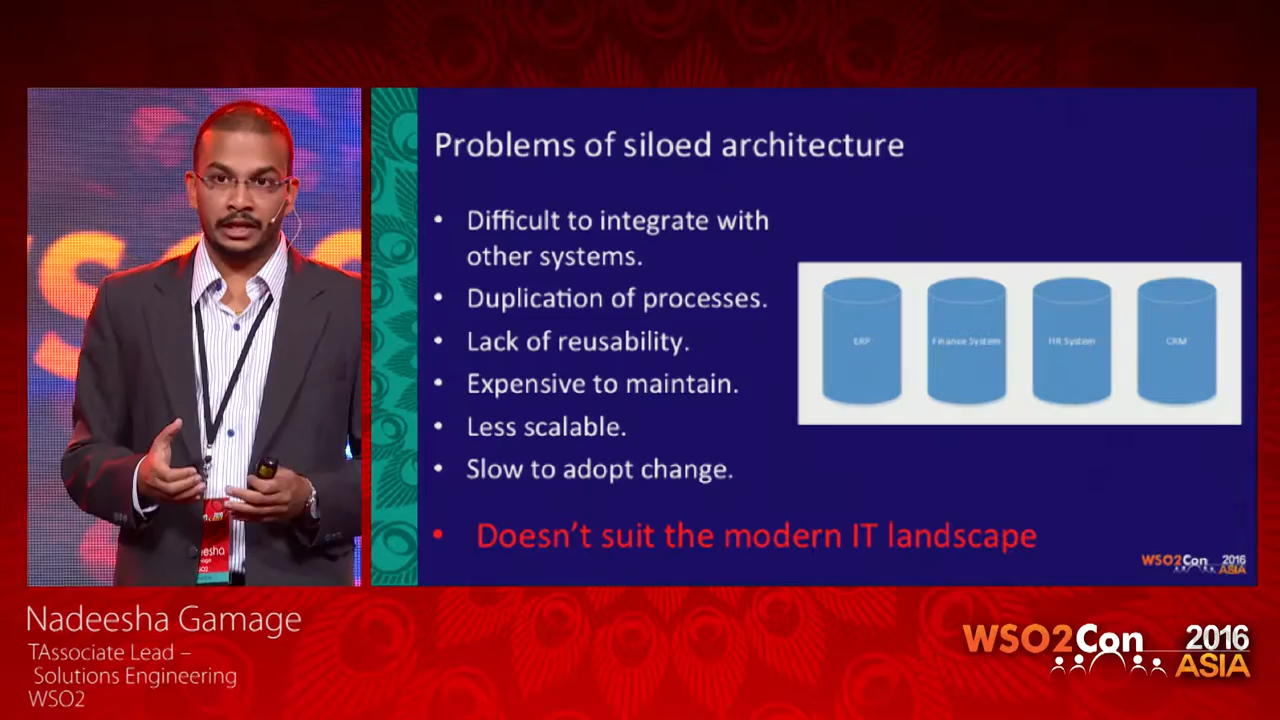 Problems of siloed architecture
• Difficult to integrate with
other systems.
• Duplication of processes.
• Lack of reusability.
• Expensive to maintain.
• Less scalable.
• Slow to adopt change.
• Doesn't suit the modern IT landscape
ERP
Finance System
HR System
CRM
WSO2Con 2016
ASIA
Nadeesha Gamage
TAssociate Lead –
Solutions Engineering
WSO2
WSO2Con 2016
ASIA